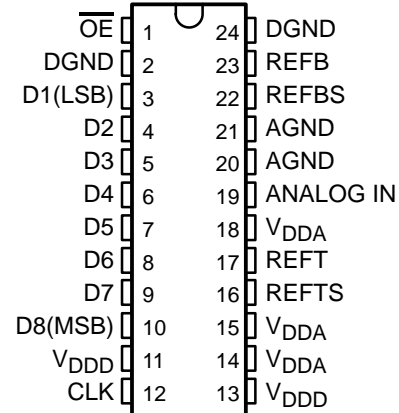 OE 1 24 DGND
DGND 2 23 REFB
D1(LSB) 3 22 REFBS
D2 4 21 AGND
D3 5 20 AGND
D4 6 19 ANALOG IN
D5 7 18 VDDA
D6 8 17 REFT
D7 9 16 REFTS
D8(MSB) 10 15 VDDA
VDDD 11 14 VDDA
CLK 12 13 VDDD